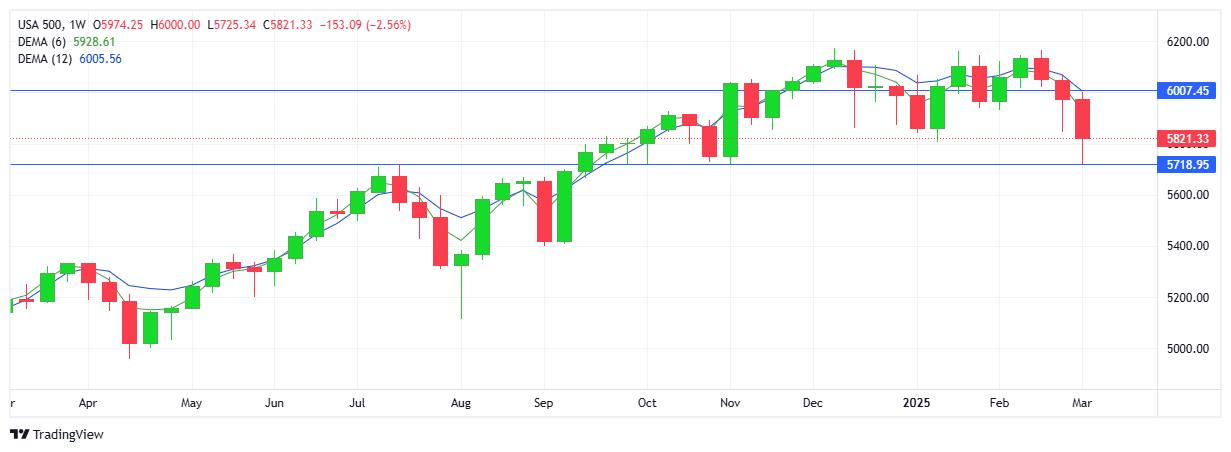 USA 500, 1W O5974.25 H6000.00 L5725.34 C5821.33 −153.09 (−2.56%)
DEMA (6) 5928.61
DEMA (12) 6005.56
6200.00
6007.45
5821.33
5718.95
5600.00
5400.00
5200.00
5000.00
r Apr May Jun Jul Aug Sep Oct Nov Dec 2025 Feb Mar
TradingView